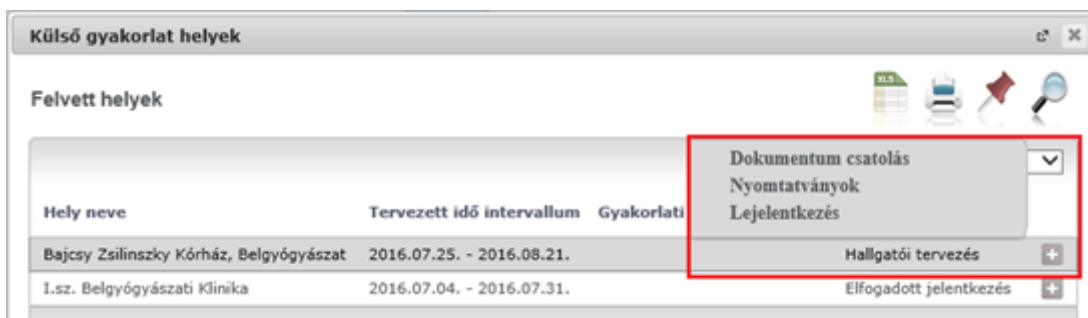 Külső gyakorlat helyek
XLS
Felvett helyek
Dokumentum csatolás
Nyomtatványok
Lejelentkezés
Hely neve Tervezett idő intervallum Gyakorlati
Bajcsy Zsilinszky Kórház, Belgyógyászat 2016.07.25. - 2016.08.21. Hallgatói tervezés
I.sz. Belgyógyászati Klinika 2016.07.04. - 2016.07.31. Elfogadott jelentkezés